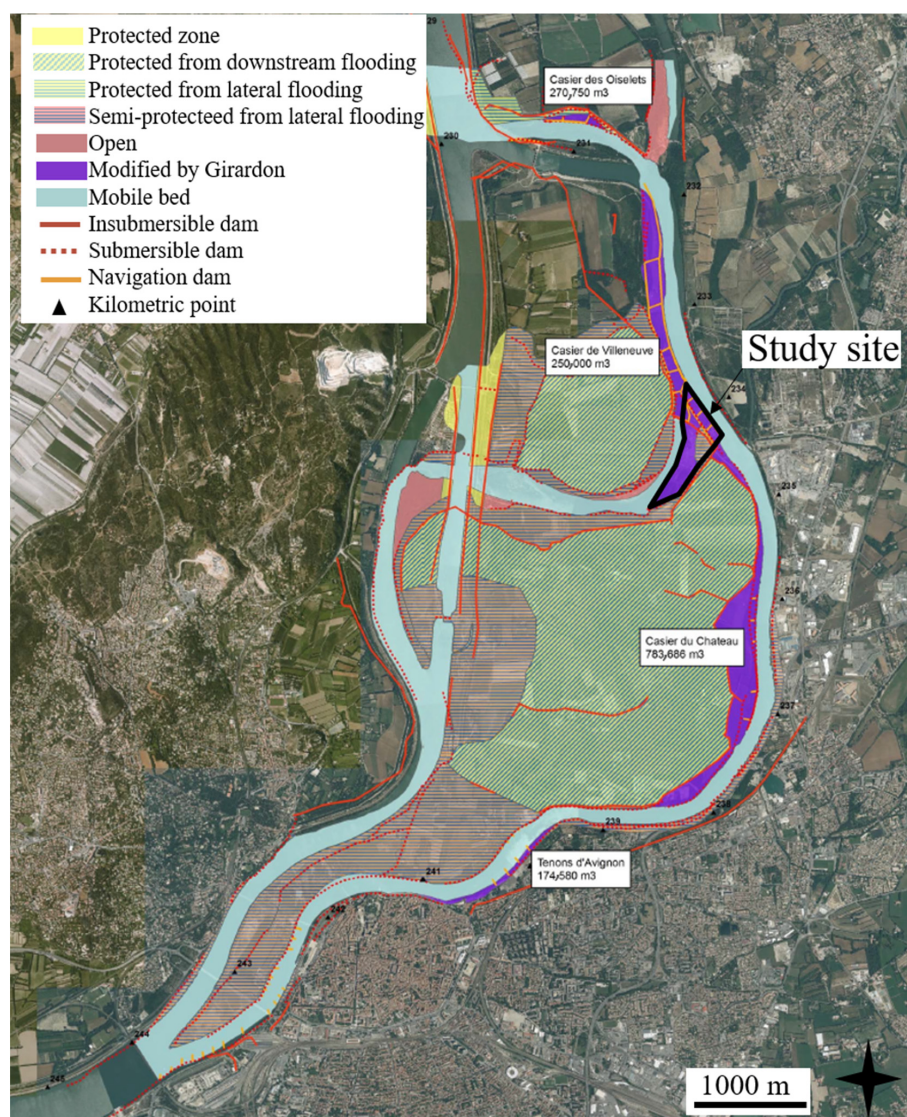 Protected zone
Protected from downstream flooding
Protected from lateral flooding
Semi-proteceed from lateral flooding
Open
Modified by Girardon
Mobile bed
Insubmersible dam
Submersible dam
Navigation dam
Kilometric point
29
Casier des Oiselets
270,750 m3
230
231
232
233
Casier de Villeneuve
250,000 m3
Study site
234
235
236
Casier du Chateau
783,686 m3
237
238
239
Tenons d'Avignon
174,580 m3
241
242
243
244
245
1000 m